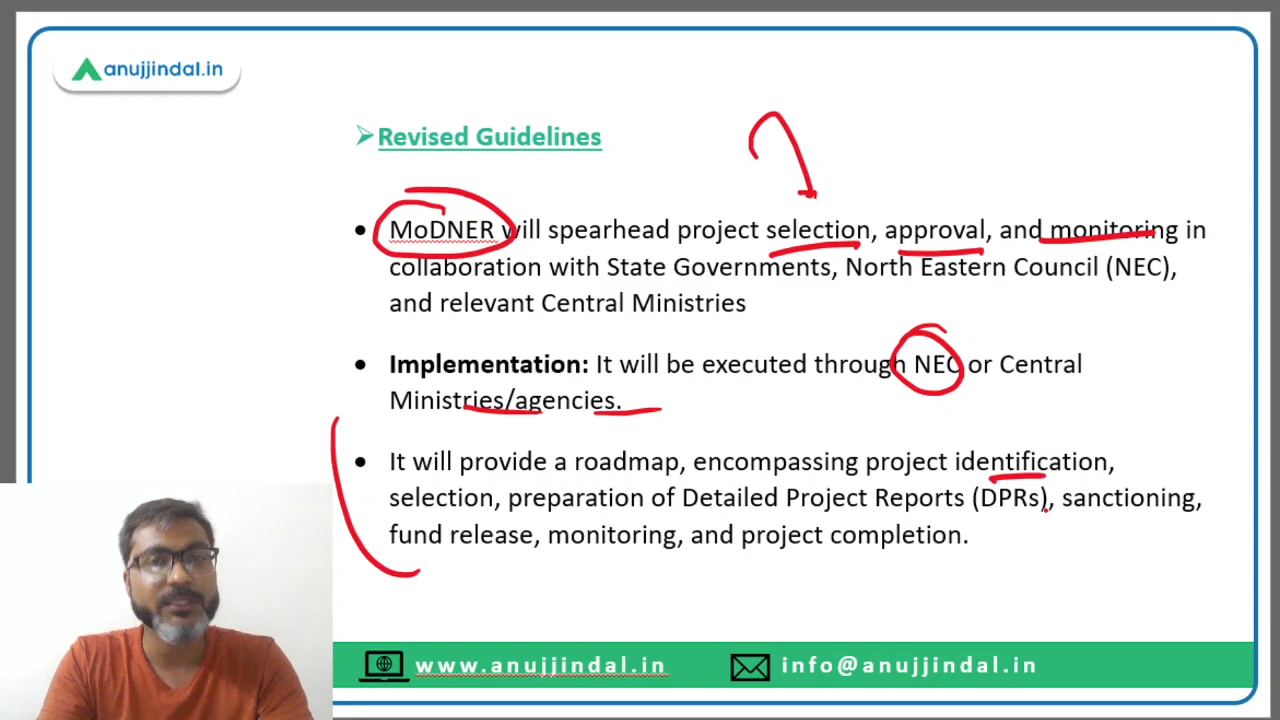 anujjindal.in
Revised Guidelines
MoDNER will spearhead project selection, approval, and monitoring in
collaboration with State Governments, North Eastern Council (NEC),
and relevant Central Ministries
Implementation: It will be executed through NEC or Central
Ministries/agencies.
It will provide a roadmap, encompassing project identification,
selection, preparation of Detailed Project Reports (DPRs), sanctioning,
fund release, monitoring, and project completion.
www.anujjindal.in info@anujjindal.in